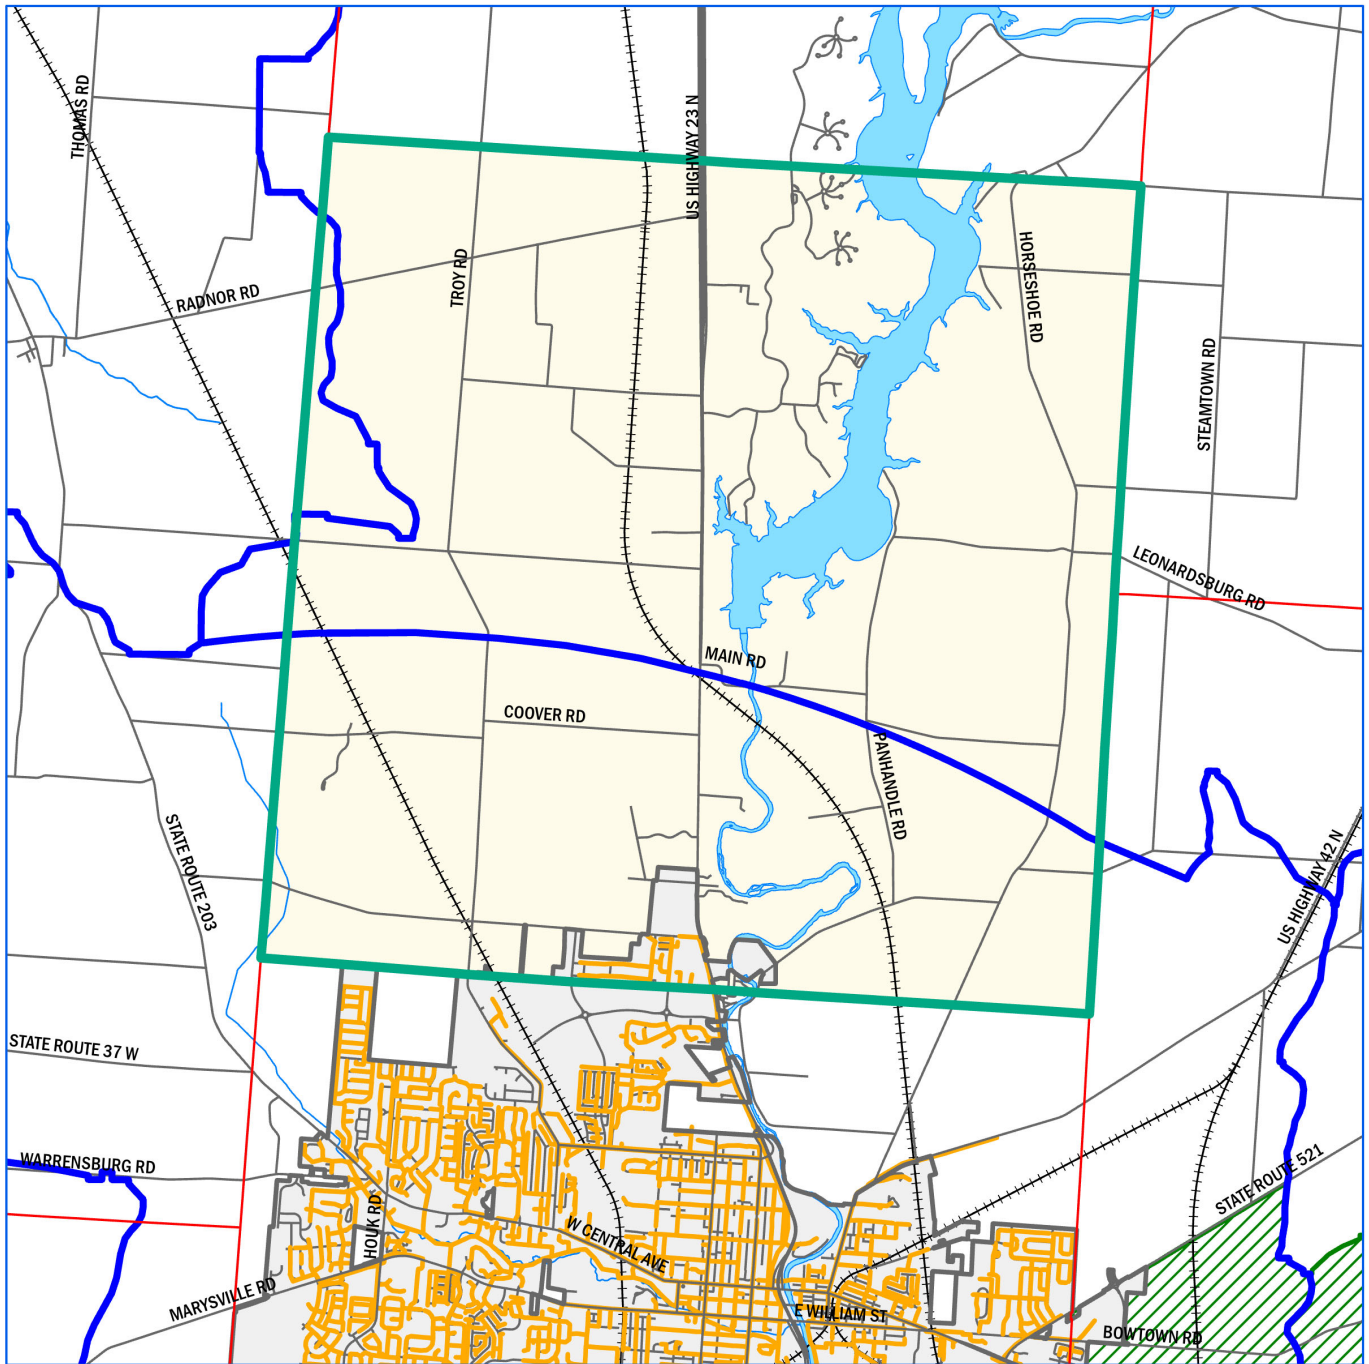 THOMAS RD
US HIGHWAY 23 N
RADNOR RD
TROY RD
HORSESHOE RD
STEAMTOWN RD
LEONARDSBURG RD
MAIN RD
COOVER RD
PANHANDLE RD
STATE ROUTE 203
US HIGHWAY 42 N
STATE ROUTE 37 W
WARRENSBURG RD
STATE ROUTE 521
HOUK RD
W CENTRAL AVE
MARYSVILLE RD
E WILLIAM ST
BOWTOWN RD